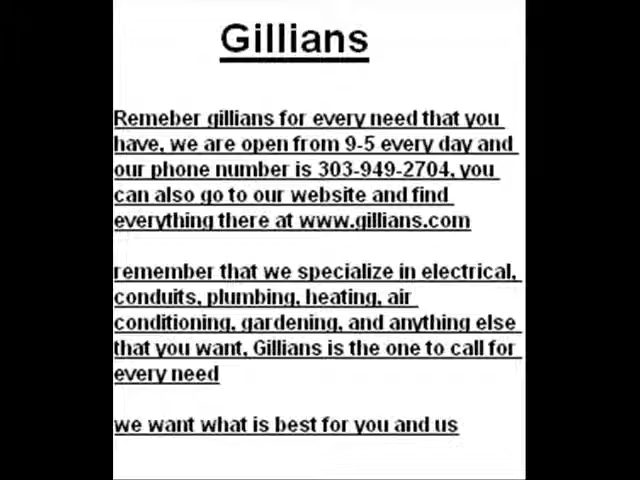 Gillians
Remeber gillians for every need that you
have, we are open from 9-5 every day and
our phone number is 303-949-2704, you
can also go to our website and find
everything there at www.gillians.com
remember that we specialize in electrical,
conduits, plumbing, heating, air
conditioning, gardening, and anything else
that you want, Gillians is the one to call for
every need
we want what is best for you and us